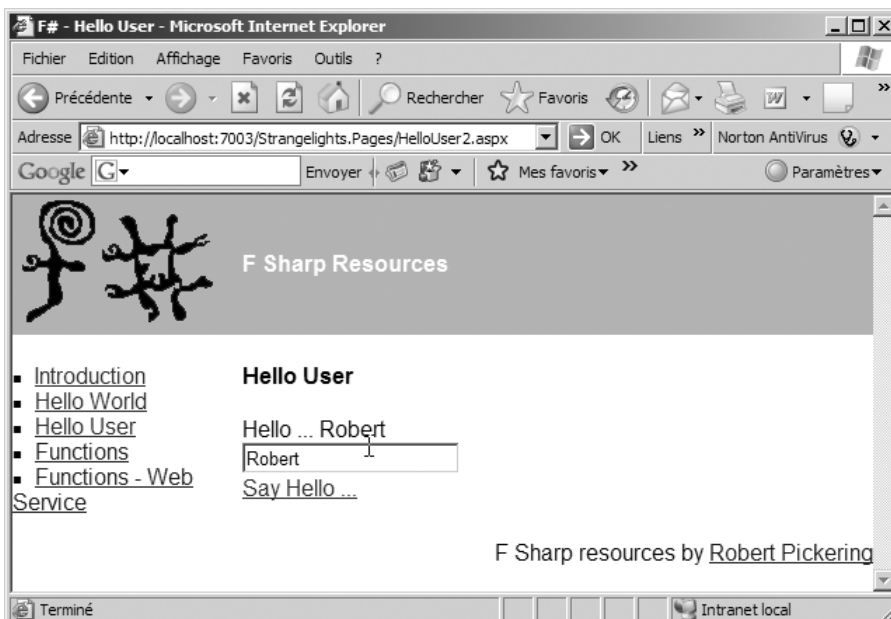 F# - Hello User - Microsoft Internet Explorer
Fichier Edition Affichage Favoris Outils ?
Précédente Rechercher Favoris W »
Adresse http://localhost:7003/Strangelights.Pages/HelloUser2.aspx OK Liens » Norton AntiVirus
Google G Envoyer Mes favoris » Paramètres
F Sharp Resources
Introduction
Hello World
Hello User
Functions
Functions - Web
Service
Hello User
Hello ... Robert
Robert
Say Hello ...
F Sharp resources by Robert Pickering
Terminé Intranet local